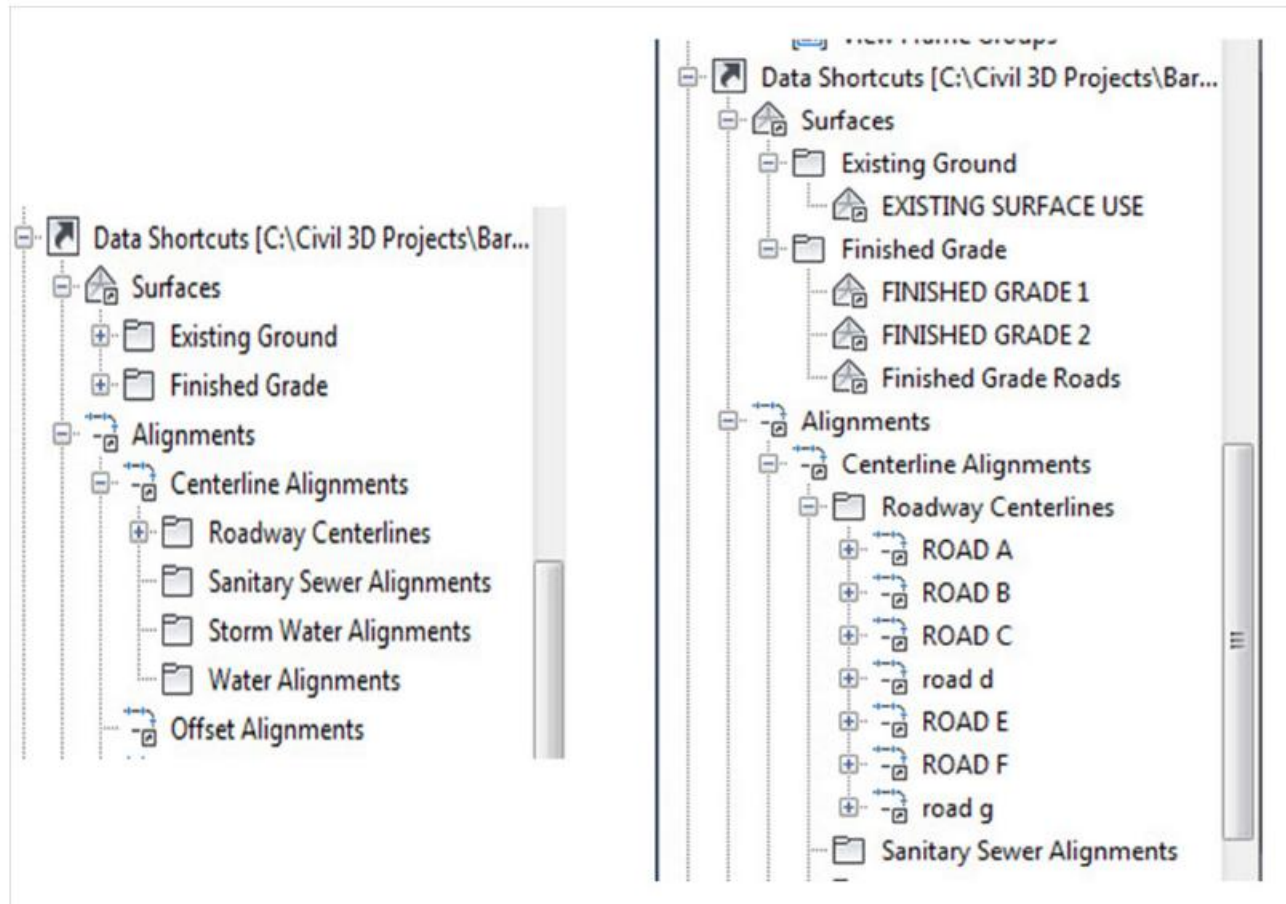 Data Shortcuts [C:\Civil 3D Projects\Bar...
Surfaces
Existing Ground
Finished Grade
Alignments
Centerline Alignments
Roadway Centerlines
Sanitary Sewer Alignments
Storm Water Alignments
Water Alignments
Offset Alignments
View Frame Groups
Data Shortcuts [C:\Civil 3D Projects\Bar...
Surfaces
Existing Ground
EXISTING SURFACE USE
Finished Grade
FINISHED GRADE 1
FINISHED GRADE 2
Finished Grade Roads
Alignments
Centerline Alignments
Roadway Centerlines
ROAD A
ROAD B
ROAD C
road d
ROAD E
ROAD F
road g
Sanitary Sewer Alignments